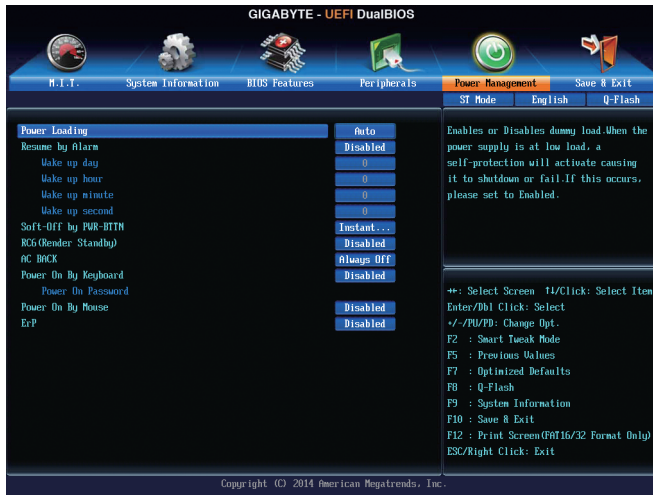 GIGABYTE - UEFI DualBIOS
M.I.T. System Information BIOS Features Peripherals Power Management Save & Exit
ST Mode English Q-Flash
Power Loading Auto
Resume by Alarm Disabled
Wake up day 0
Wake up hour 0
Wake up minute 0
Wake up second 0
Soft-Off by PWR-BTTN Instant...
RC6(Render Standby) Disabled
AC BACK Always Off
Power On By Keyboard Disabled
Power On Password
Power On By Mouse Disabled
ErP Disabled
Enables or Disables dummy load.When the
power supply is at low load, a
self-protection will activate causing
it to shutdown or fail.If this occurs,
please set to Enabled.
→←: Select Screen ↑↓/Click: Select Item
Enter/Dbl Click: Select
+/-/PU/PD: Change Opt.
F2 : Smart Tweak Mode
F5 : Previous Values
F7 : Optimized Defaults
F8 : Q-Flash
F9 : System Information
F10 : Save & Exit
F12 : Print Screen(FAT16/32 Format Only)
ESC/Right Click: Exit
Copyright (C) 2014 American Megatrends, Inc.